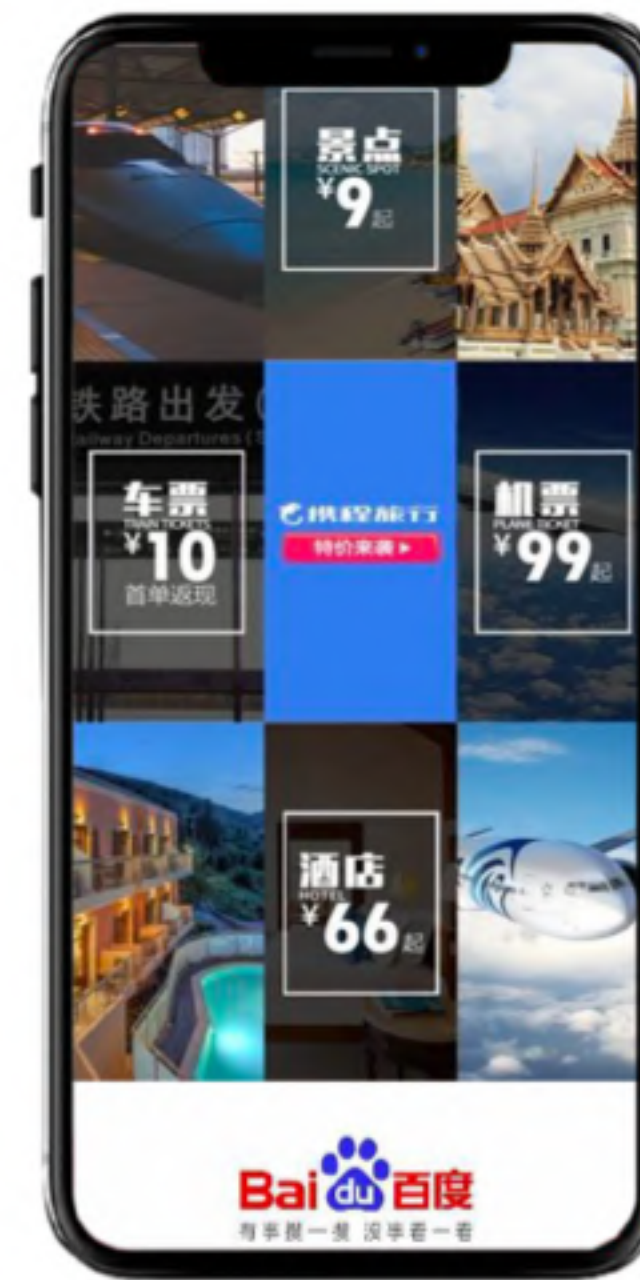 景点
SCENIC SPOT
¥9起
铁路出发(
ailway Departures(
车票
TRAIN TICKETS
¥10
首单返现
携程旅行
特价来袭
机票
PLANE TICKET
¥99起
酒店
HOTEL
¥66起
Bai du 百度
有事搜一搜 没事看一看